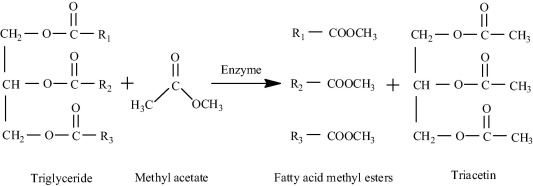 O O
CH2 — O — C — R1 R1 — COOCH3 CH2 — O — C — CH3
O O O
CH — O — C — R2 + H3C C OCH3 Enzyme R2 — COOCH3 + CH — O — C — CH3
O O
CH2 — O — C — R3 R3 — COOCH3 CH2 — O — C — CH3
Triglyceride Methyl acetate Fatty acid methyl esters Triacetin